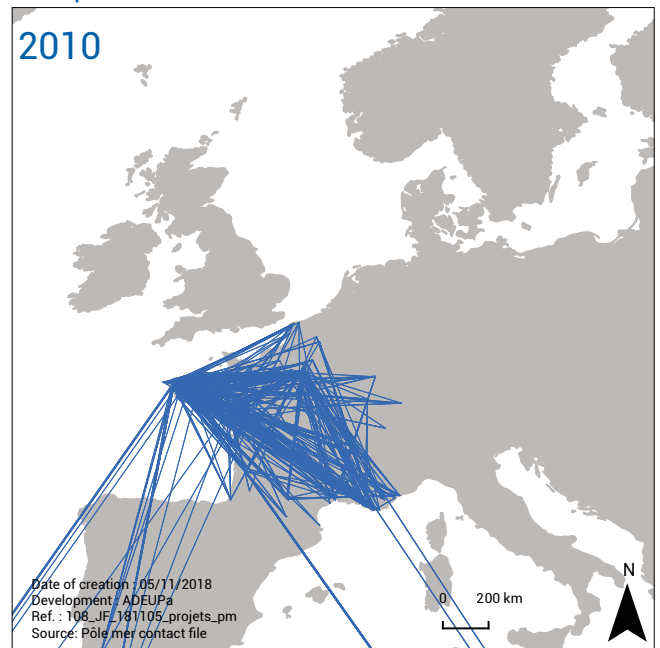 2010
N
0 200 km
Date of creation : 05/11/2018
Development : ADEUPa
Ref. : 108_JF_181105_projets_pm
Source: Pôle mer contact file